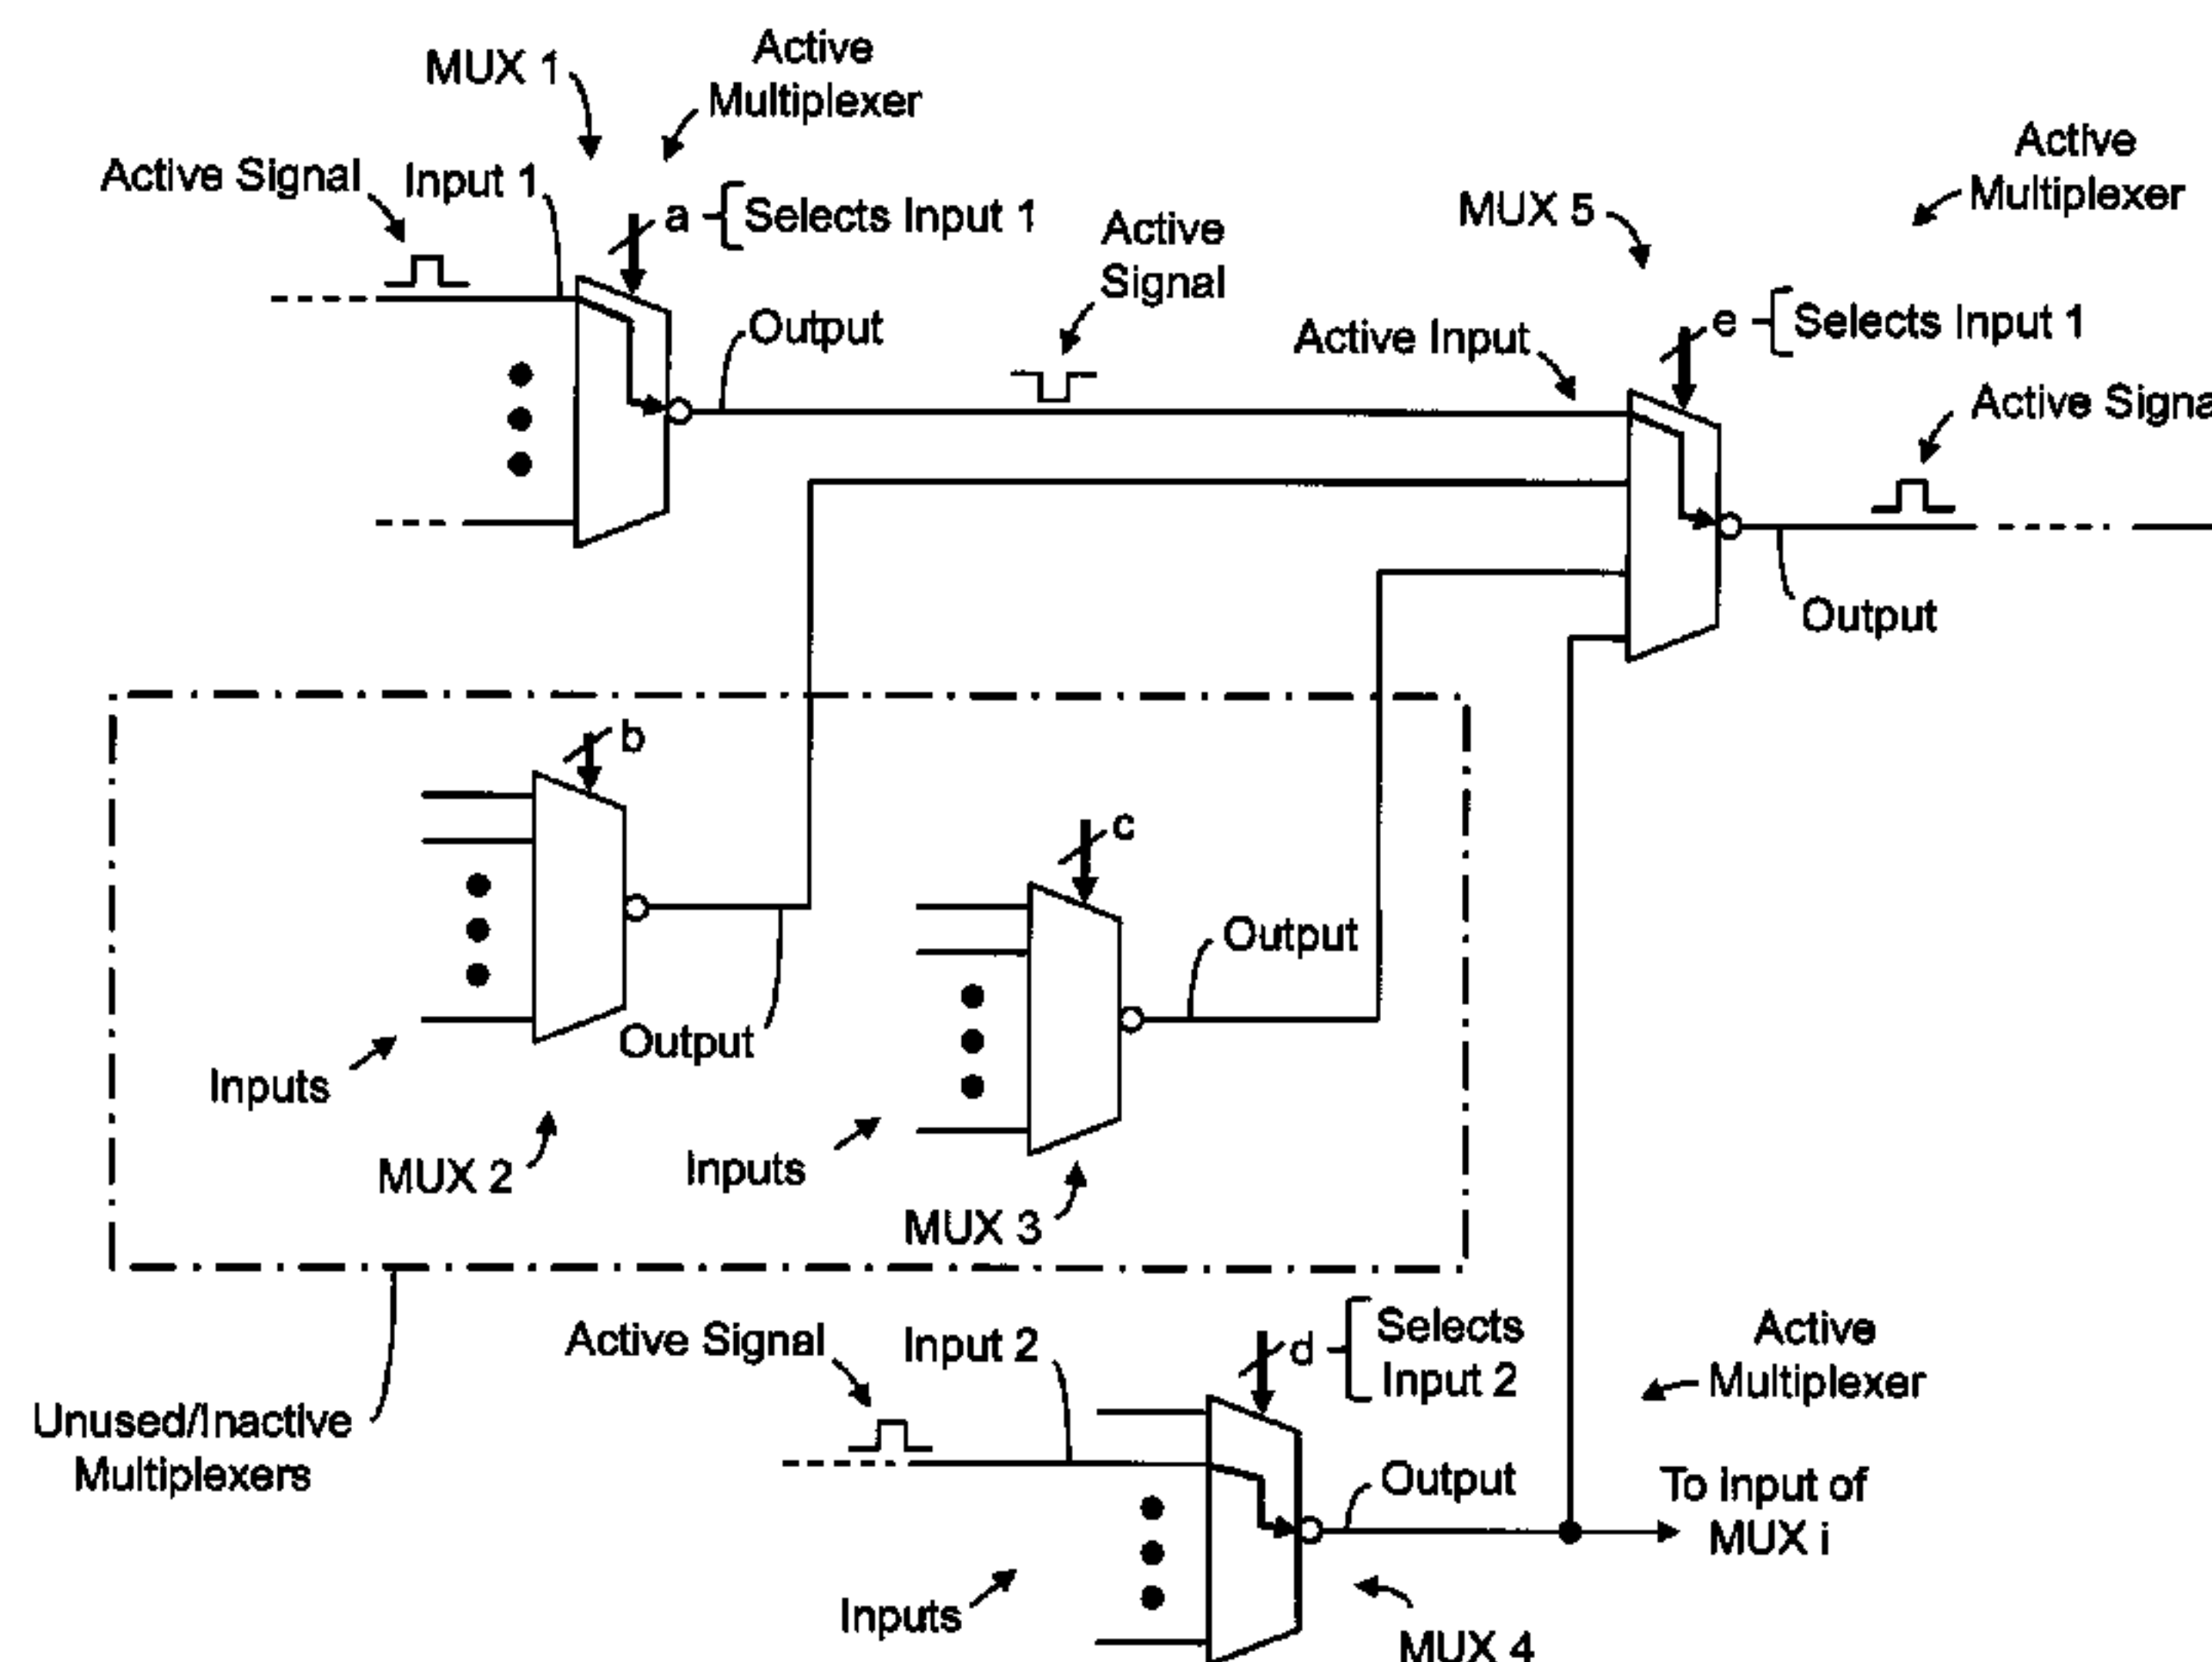 MUX 1
Active
Multiplexer
Active Signal
Input 1
a
Selects Input 1
Output
Active
Signal
MUX 5
Active
Multiplexer
Active Input
e
Selects Input 1
Active Signa
Output
b
Inputs
Output
MUX 2
c
Output
Inputs
MUX 3
Unused/Inactive
Multiplexers
Active Signal
Input 2
d
Selects
Input 2
Active
Multiplexer
Output
To input of
MUX i
Inputs
MUX 4